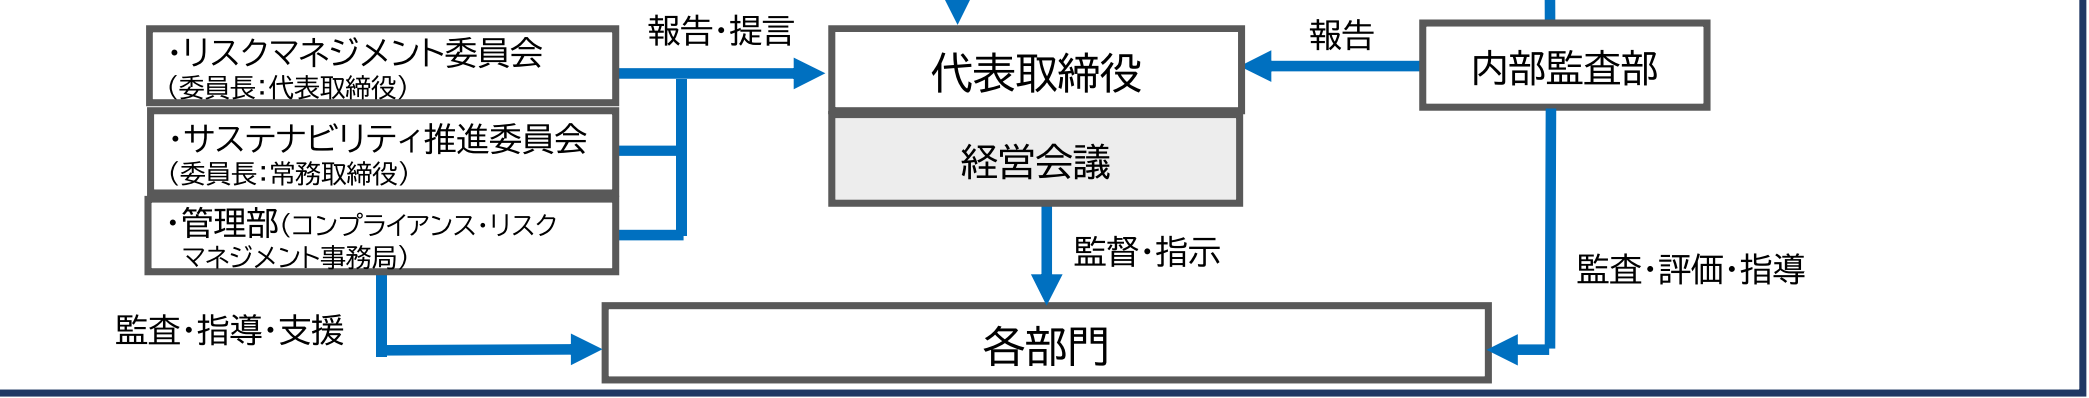 ・リスクマネジメント委員会
（委員長：代表取締役）
・サステナビリティ推進委員会
（委員長：常務取締役）
・管理部（コンプライアンス・リスク
マネジメント事務局）
報告・提言
代表取締役
経営会議
報告
内部監査部
監督・指示
監査・評価・指導
監査・指導・支援
各部門